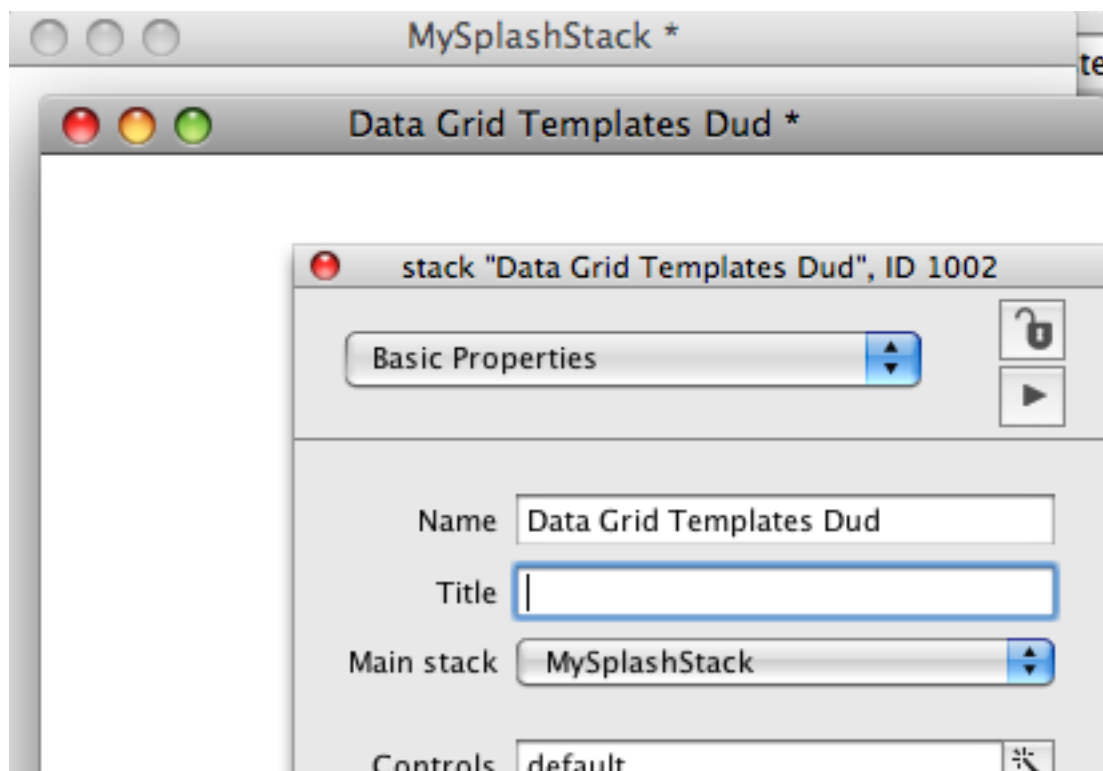 MySplashStack *
te
Data Grid Templates Dud *
stack "Data Grid Templates Dud", ID 1002
Basic Properties
Name Data Grid Templates Dud
Title
Main stack MySplashStack
Controls default